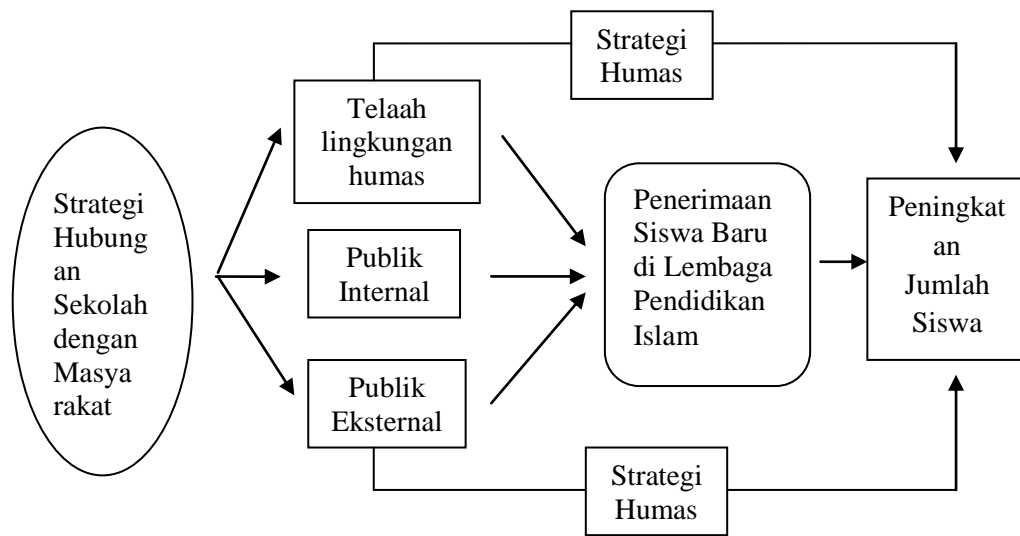 Strategi
Humas
Telaah
lingkungan
humas
Strategi
Hubung
an
Sekolah
dengan
Masya
rakat
Publik
Internal
Publik
Eksternal
Penerimaan
Siswa Baru
di Lembaga
Pendidikan
Islam
Peningkat
an
Jumlah
Siswa
Strategi
Humas